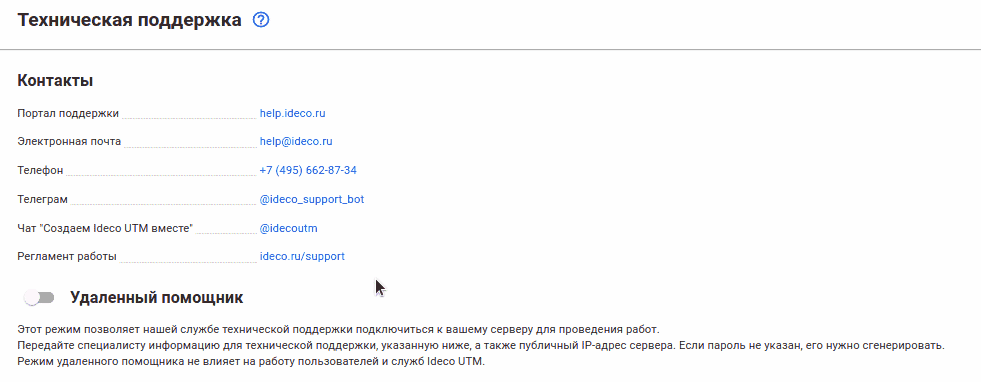 Техническая поддержка ?
Контакты
Портал поддержки help.ideco.ru
Электронная почта help@ideco.ru
Телефон +7 (495) 662-87-34
Телеграм @ideco_support_bot
Чат "Создаем Ideco UTM вместе" @idecoutm
Регламент работы ideco.ru/support
Удаленный помощник
Этот режим позволяет нашей службе технической поддержки подключиться к вашему серверу для проведения работ.
Передайте специалисту информацию для технической поддержки, указанную ниже, а также публичный IP-адрес сервера. Если пароль не указан, его нужно сгенерировать.
Режим удаленного помощника не влияет на работу пользователей и служб Ideco UTM.